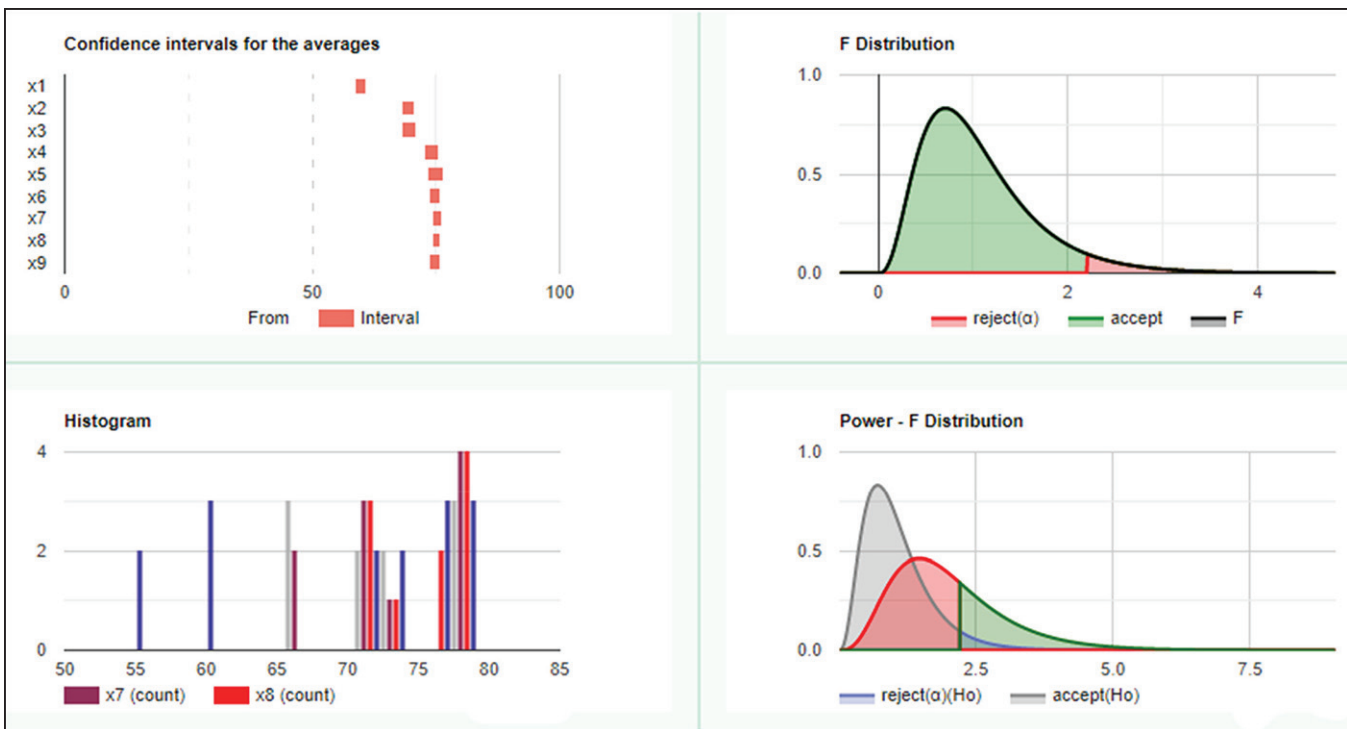 Confidence intervals for the averages
x1
x2
x3
x4
x5
x6
x7
x8
x9
0 50 100
From Interval
F Distribution
1.0
0.5
0.0
0 2 4
reject(α) accept F
Histogram
4
2
0
50 55 60 65 70 75 80 85
x7 (count) x8 (count)
Power - F Distribution
1.0
0.5
0.0
2.5 5.0 7.5
reject(α)(Ho) accept(Ho)